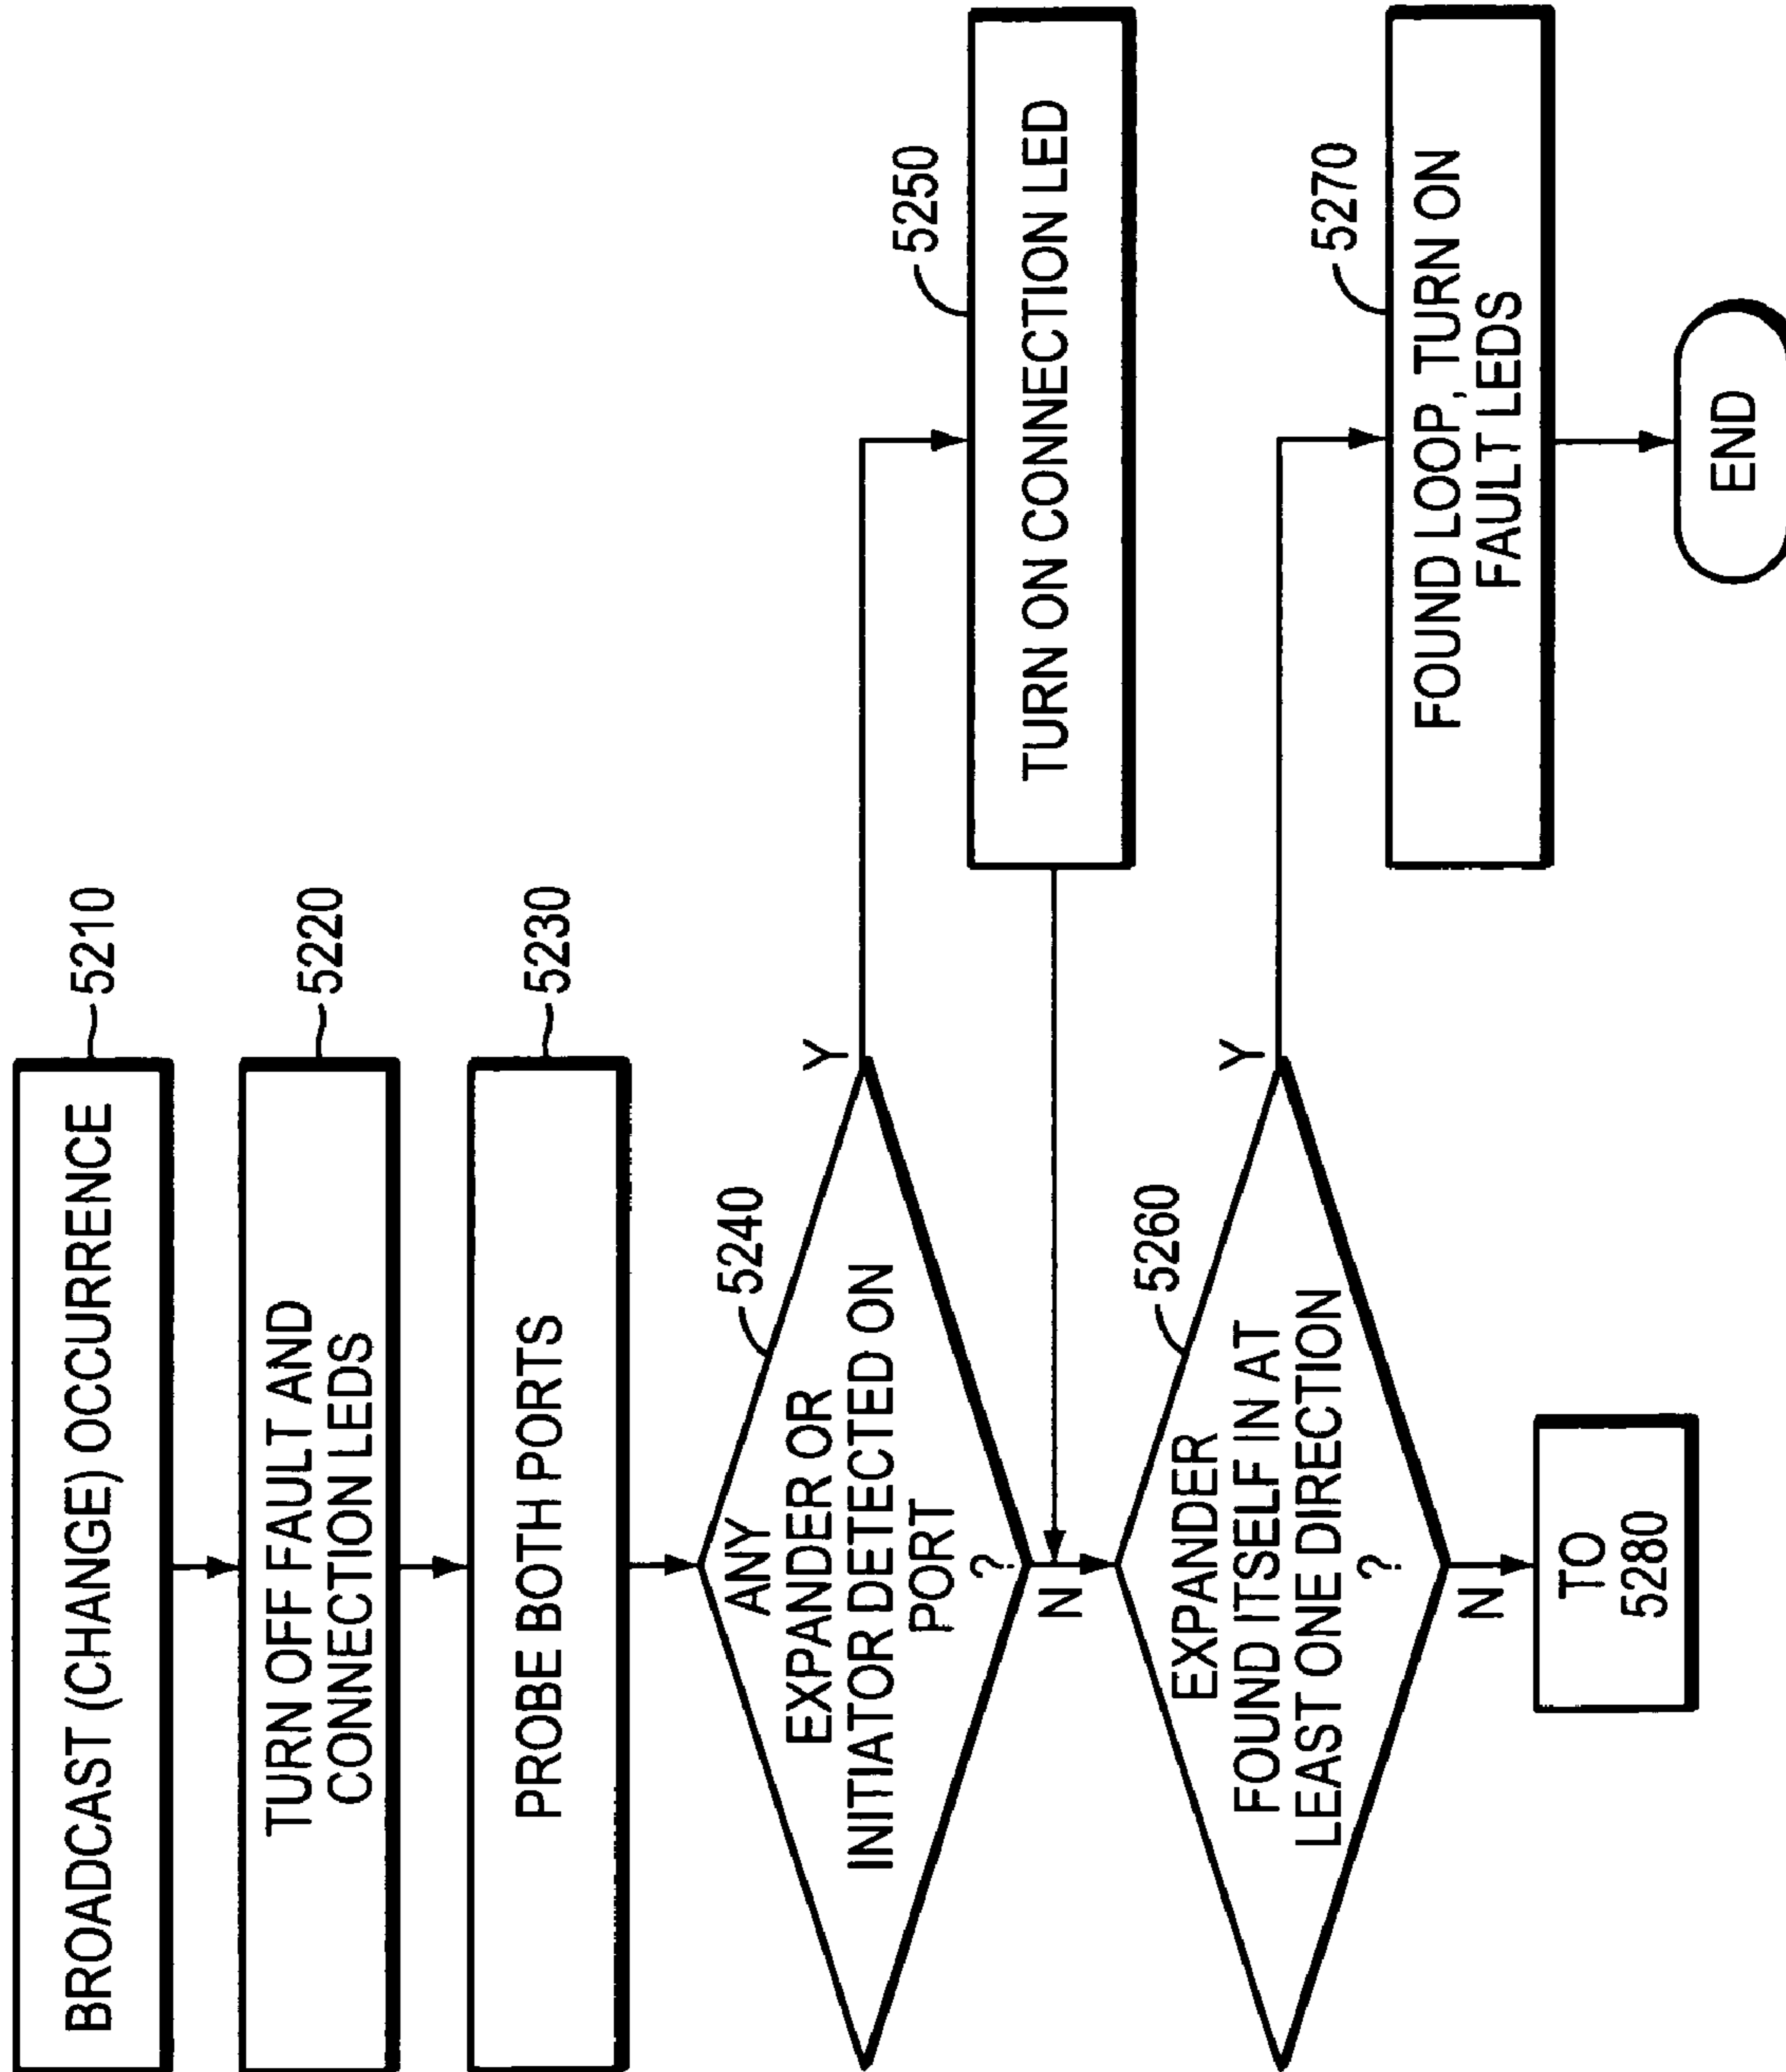 BROADCAST (CHANGE) OCCURRENCE
5210
TURN OFF FAULT AND
CONNECTION LEDS
5220
PROBE BOTH PORTS
5230
ANY
EXPANDER OR
INITIATOR DETECTED ON
PORT
?
5240
Y
N
TURN ON CONNECTION LED
5250
EXPANDER
FOUND ITSELF IN AT
LEAST ONE DIRECTION
?
5260
Y
N
FOUND LOOP, TURN ON
FAULT LEDS
5270
END
TO
5280